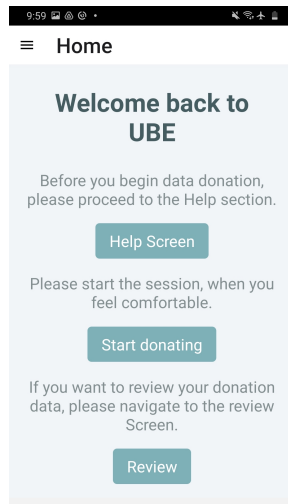 9:59
Home
Welcome back to
UBE
Before you begin data donation,
please proceed to the Help section.
Help Screen
Please start the session, when you
feel comfortable.
Start donating
If you want to review your donation
data, please navigate to the review
Screen.
Review